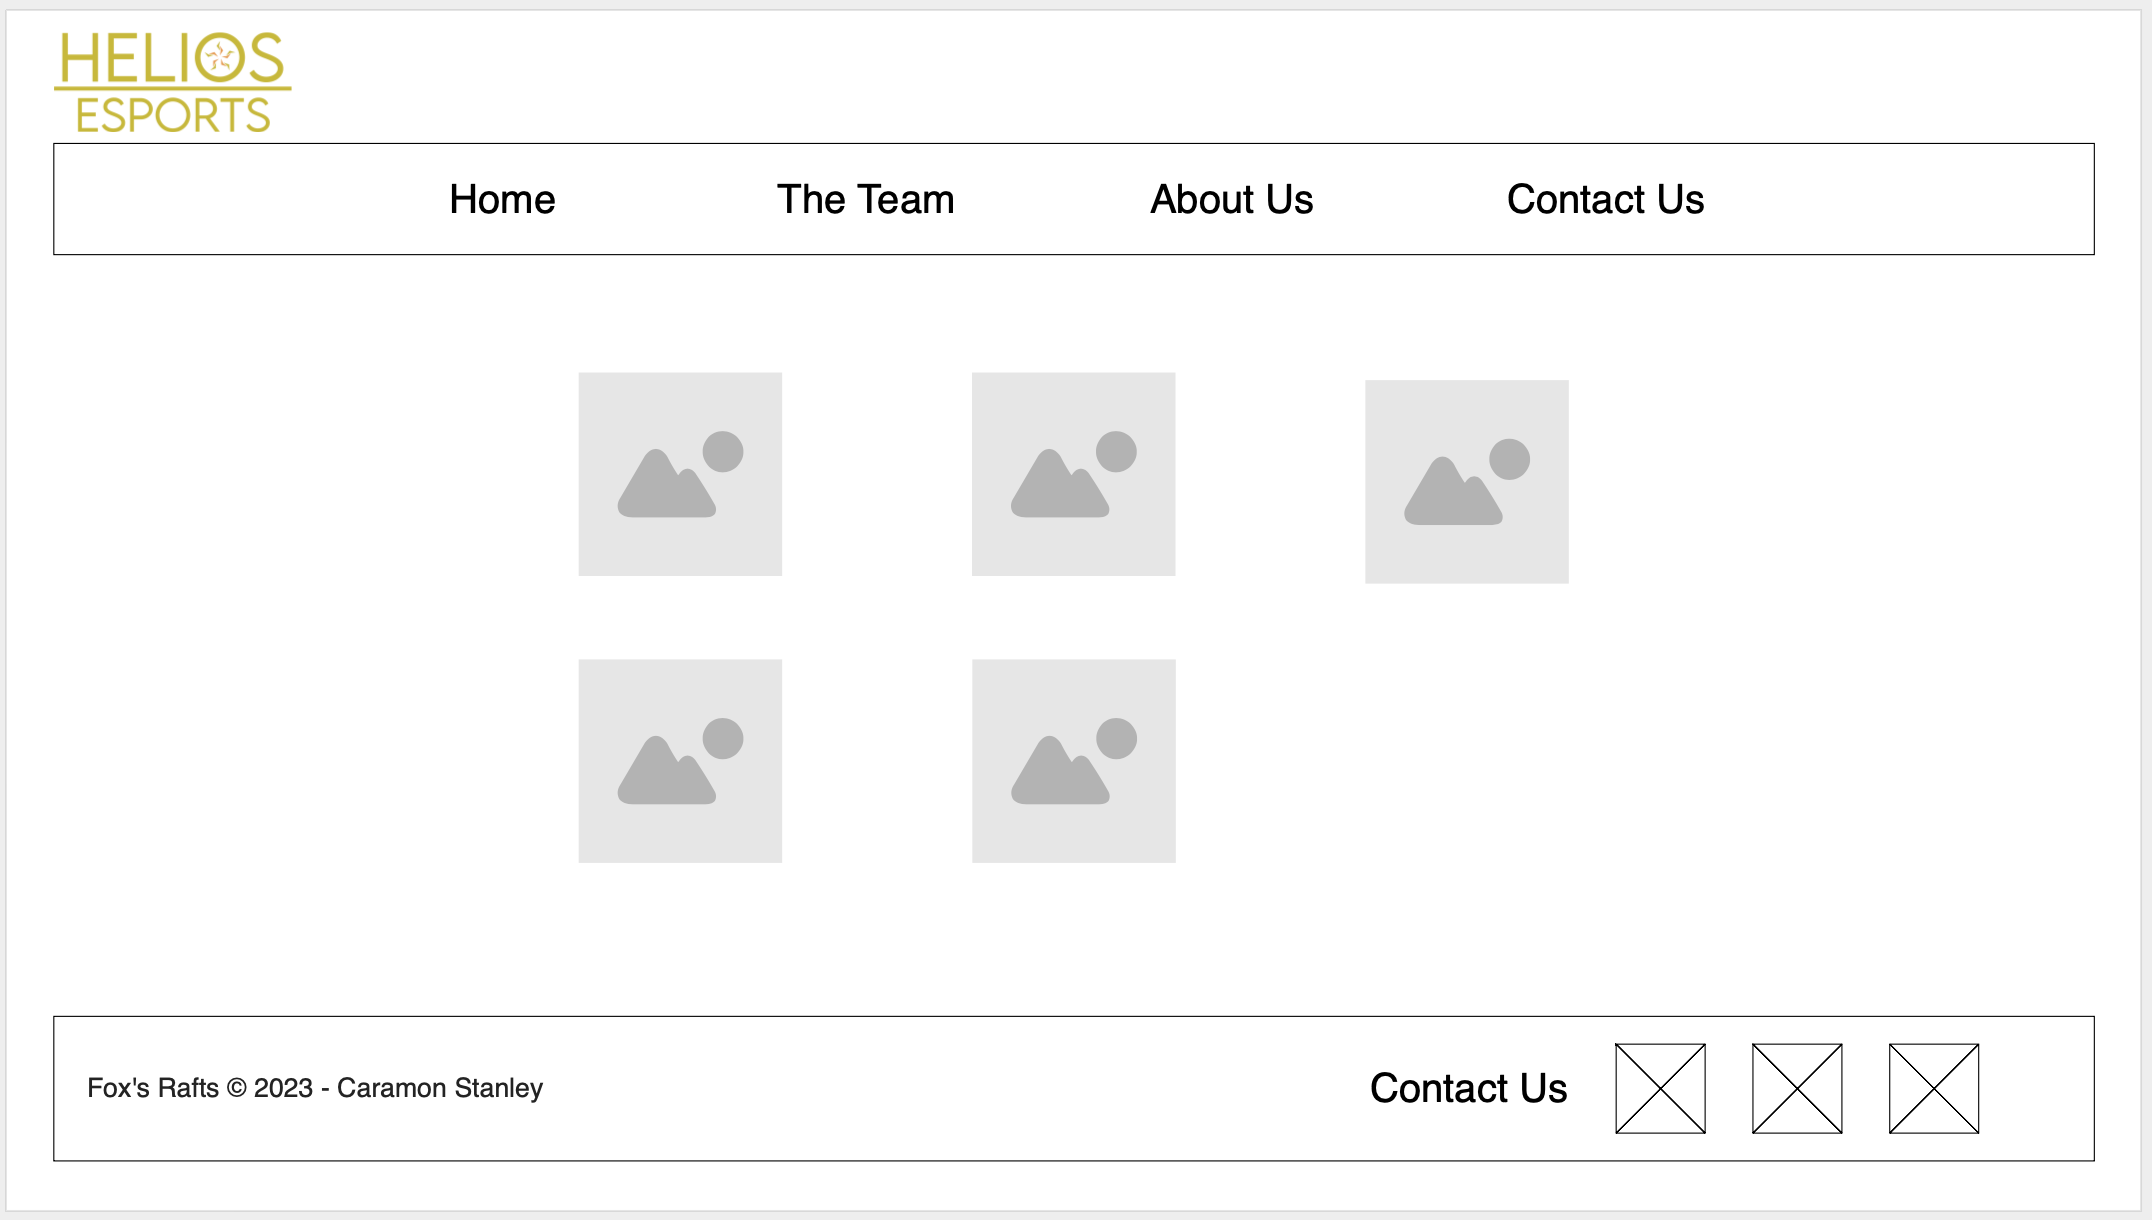 HELIOS
ESPORTS
Home The Team About Us Contact Us
Fox's Rafts © 2023 - Caramon Stanley
Contact Us